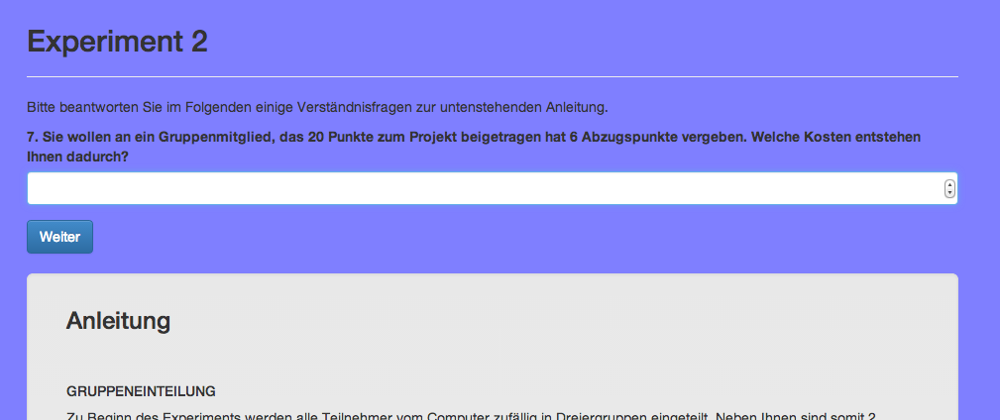 Experiment 2
Bitte beantworten Sie im Folgenden einige Verständnisfragen zur untenstehenden Anleitung.
7. Sie wollen an ein Gruppenmitglied, das 20 Punkte zum Projekt beigetragen hat 6 Abzugspunkte vergeben. Welche Kosten entstehen
Ihnen dadurch?
Weiter
Anleitung
GRUPPENEINTEILUNG
Zu Beginn des Experiments werden alle Teilnehmer vom Computer zufällig in Dreiergruppen eingeteilt. Neben Ihnen sind somit 2